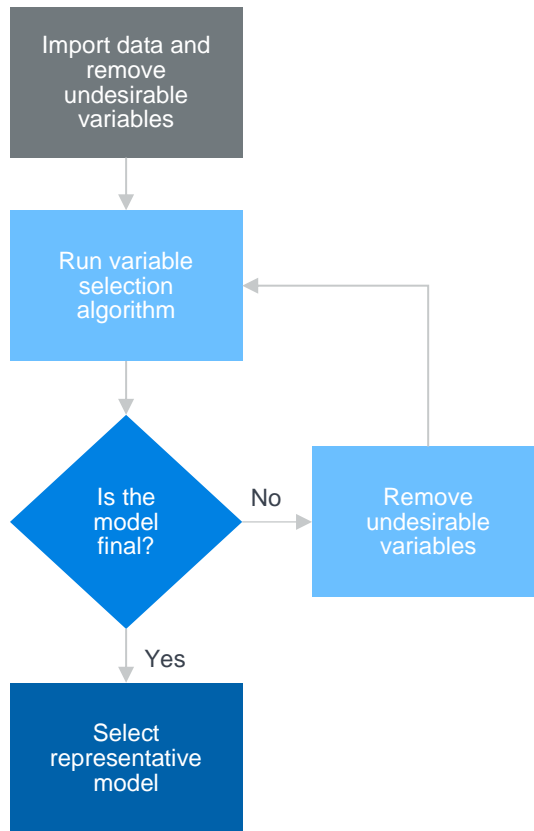 Import data and
remove
undesirable
variables
Run variable
selection
algorithm
Is the
model
final?
No
Remove
undesirable
variables
Yes
Select
representative
model